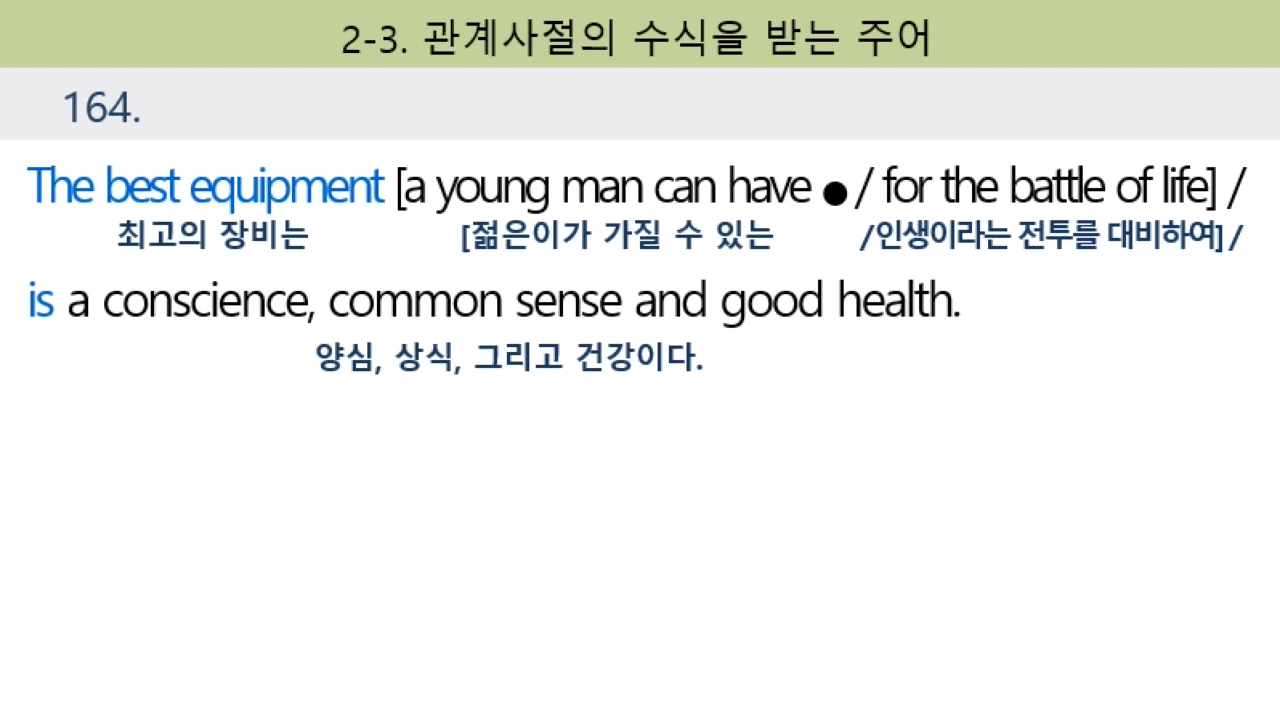 2-3. 관계사절의 수식을 받는 주어
164.
The best equipment [a young man can have ● / for the battle of life] /
최고의 장비는 [젊은이가 가질 수 있는 /인생이라는 전투를 대비하여] /
is a conscience, common sense and good health.
양심, 상식, 그리고 건강이다.